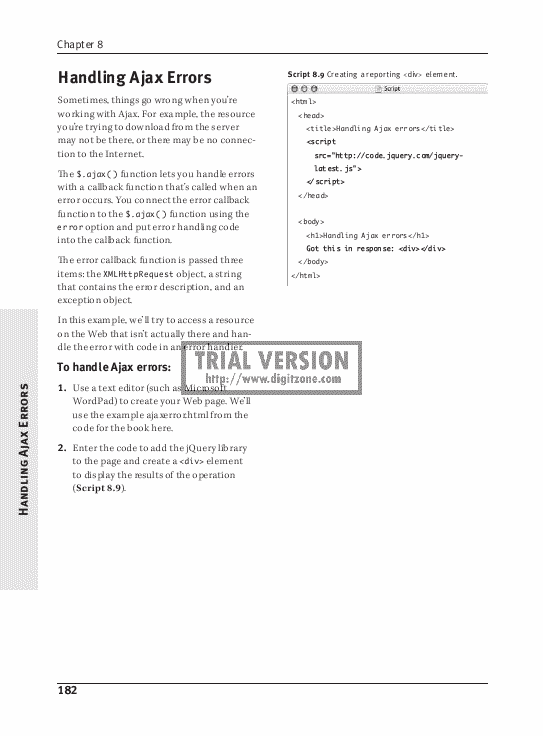 Chapter 8
Handling Ajax Errors
Sometimes, things go wrong when you're
working with Ajax. For example, the resource
you're trying to download from the server
may not be there, or there may be no connec-
tion to the Internet.
The $.ajax() function lets you handle errors
with a callback function that's called when an
error occurs. You connect the error callback
function to the $.ajax() function using the
error option and put error handling code
into the callback function.
The error callback function is passed three
items: the XMLHttpRequest object, a string
that contains the error description, and an
exception object.
In this example, we'll try to access a resource
on the Web that isn't actually there and han-
dle the error with code in an error handler.
To handle Ajax errors:
1. Use a text editor (such as Microsoft
WordPad) to create your Web page. We'll
use the example ajaxerror.html from the
code for the book here.
2. Enter the code to add the jQuery library
to the page and create a <div> element
to display the results of the operation
(Script 8.9).
Script 8.9 Creating a reporting <div> element.
Script
<html>
<head>
<title>Handling Ajax errors</title>
<script
src="http://code.jquery.com/jquery-
latest.js">
</script>
</head>
<body>
<h1>Handling Ajax errors</h1>
Got this in response: <div></div>
</body>
</html>
TRIAL VERSION
http://www.digitzone.com
Handling Ajax Errors
182